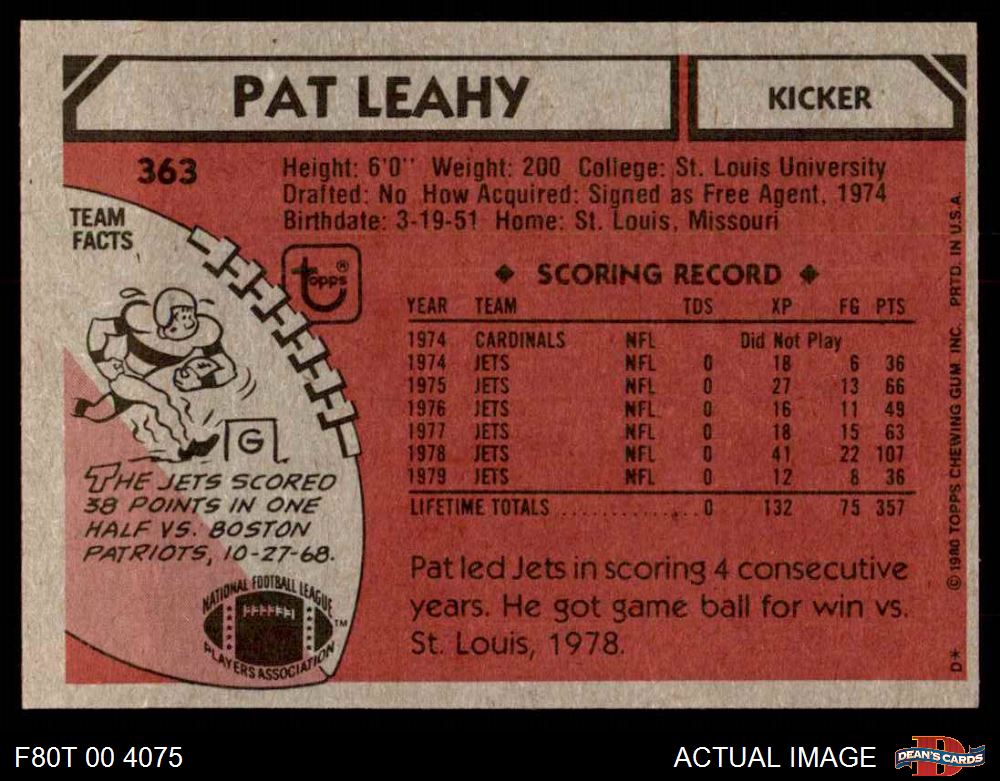 PAT LEAHY
KICKER
363
Height: 6'0" Weight: 200 College: St. Louis University
Drafted: No How Acquired: Signed as Free Agent, 1974
Birthdate: 3-19-51 Home: St. Louis, Missouri
TEAM
FACTS
topps®
◆ SCORING RECORD ◆
YEAR TEAM TDS XP FG PTS
1974 CARDINALS NFL Did Not Play
1974 JETS NFL 0 18 6 36
1975 JETS NFL 0 27 13 66
1976 JETS NFL 0 16 11 49
1977 JETS NFL 0 18 15 63
1978 JETS NFL 0 41 22 107
1979 JETS NFL 0 12 8 36
LIFETIME TOTALS ............. 0 132 75 357
G
THE JETS SCORED
38 POINTS IN ONE
HALF VS. BOSTON
PATRIOTS, 10-27-68.
NATIONAL FOOTBALL LEAGUE
PLAYERS ASSOCIATION
TM
Pat led Jets in scoring 4 consecutive
years. He got game ball for win vs.
St. Louis, 1978.
D* © 1980 TOPPS CHEWING GUM INC. PRTD. IN U.S.A.
F80T 00 4075
ACTUAL IMAGE
D
DEAN'S CARDS